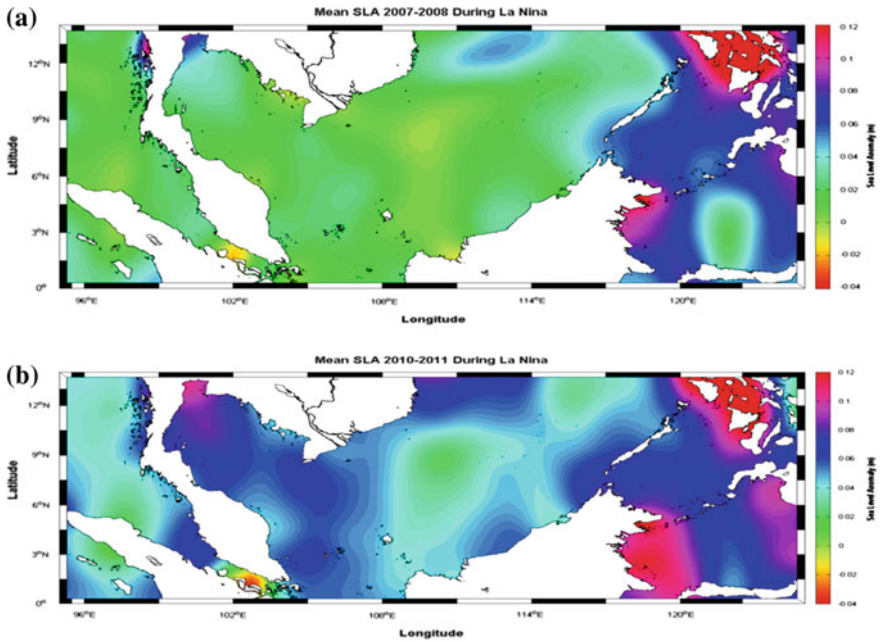 (a)
Mean SLA 2007-2008 During La Nina
0.12
0.1
0.08
0.06
0.04
0.02
0
-0.02
-0.04
Sea Level Anomaly (m)
12°N
9°N
6°N
3°N
0°
Latitude
96°E 102°E 108°E 114°E 120°E
Longitude
(b)
Mean SLA 2010-2011 During La Nina
0.12
0.1
0.08
0.06
0.04
0.02
0
-0.02
-0.04
Sea Level Anomaly (m)
12°N
9°N
6°N
3°N
0°
Latitude
96°E 102°E 108°E 114°E 120°E
Longitude